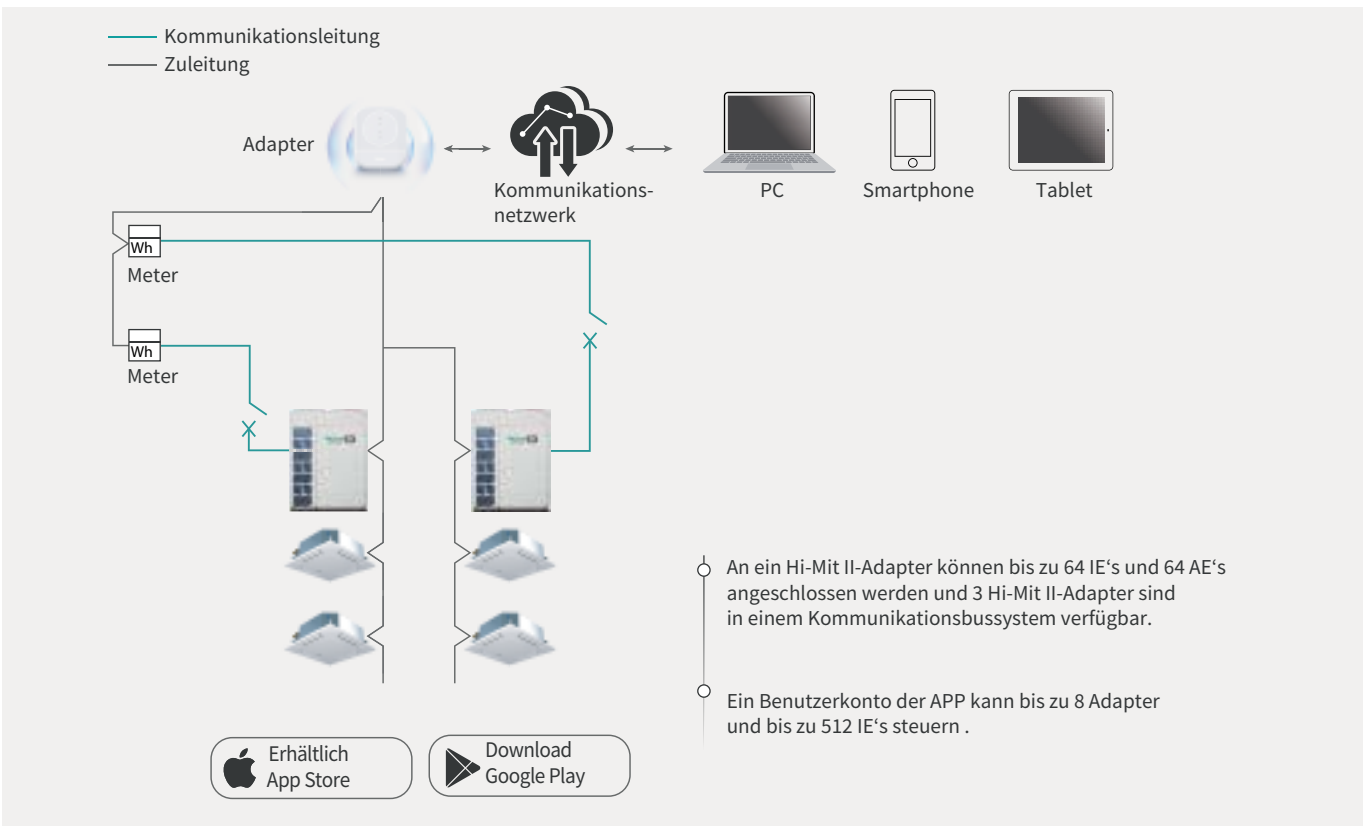 Kommunikationsleitung
Zuleitung
Adapter
Kommunikations-
netzwerk
PC
Smartphone
Tablet
Wh
Meter
Wh
Meter
An ein Hi-Mit II-Adapter können bis zu 64 IE‘s und 64 AE‘s
angeschlossen werden und 3 Hi-Mit II-Adapter sind
in einem Kommunikationsbussystem verfügbar.
Ein Benutzerkonto der APP kann bis zu 8 Adapter
und bis zu 512 IE‘s steuern .
Erhältlich
App Store
Download
Google Play